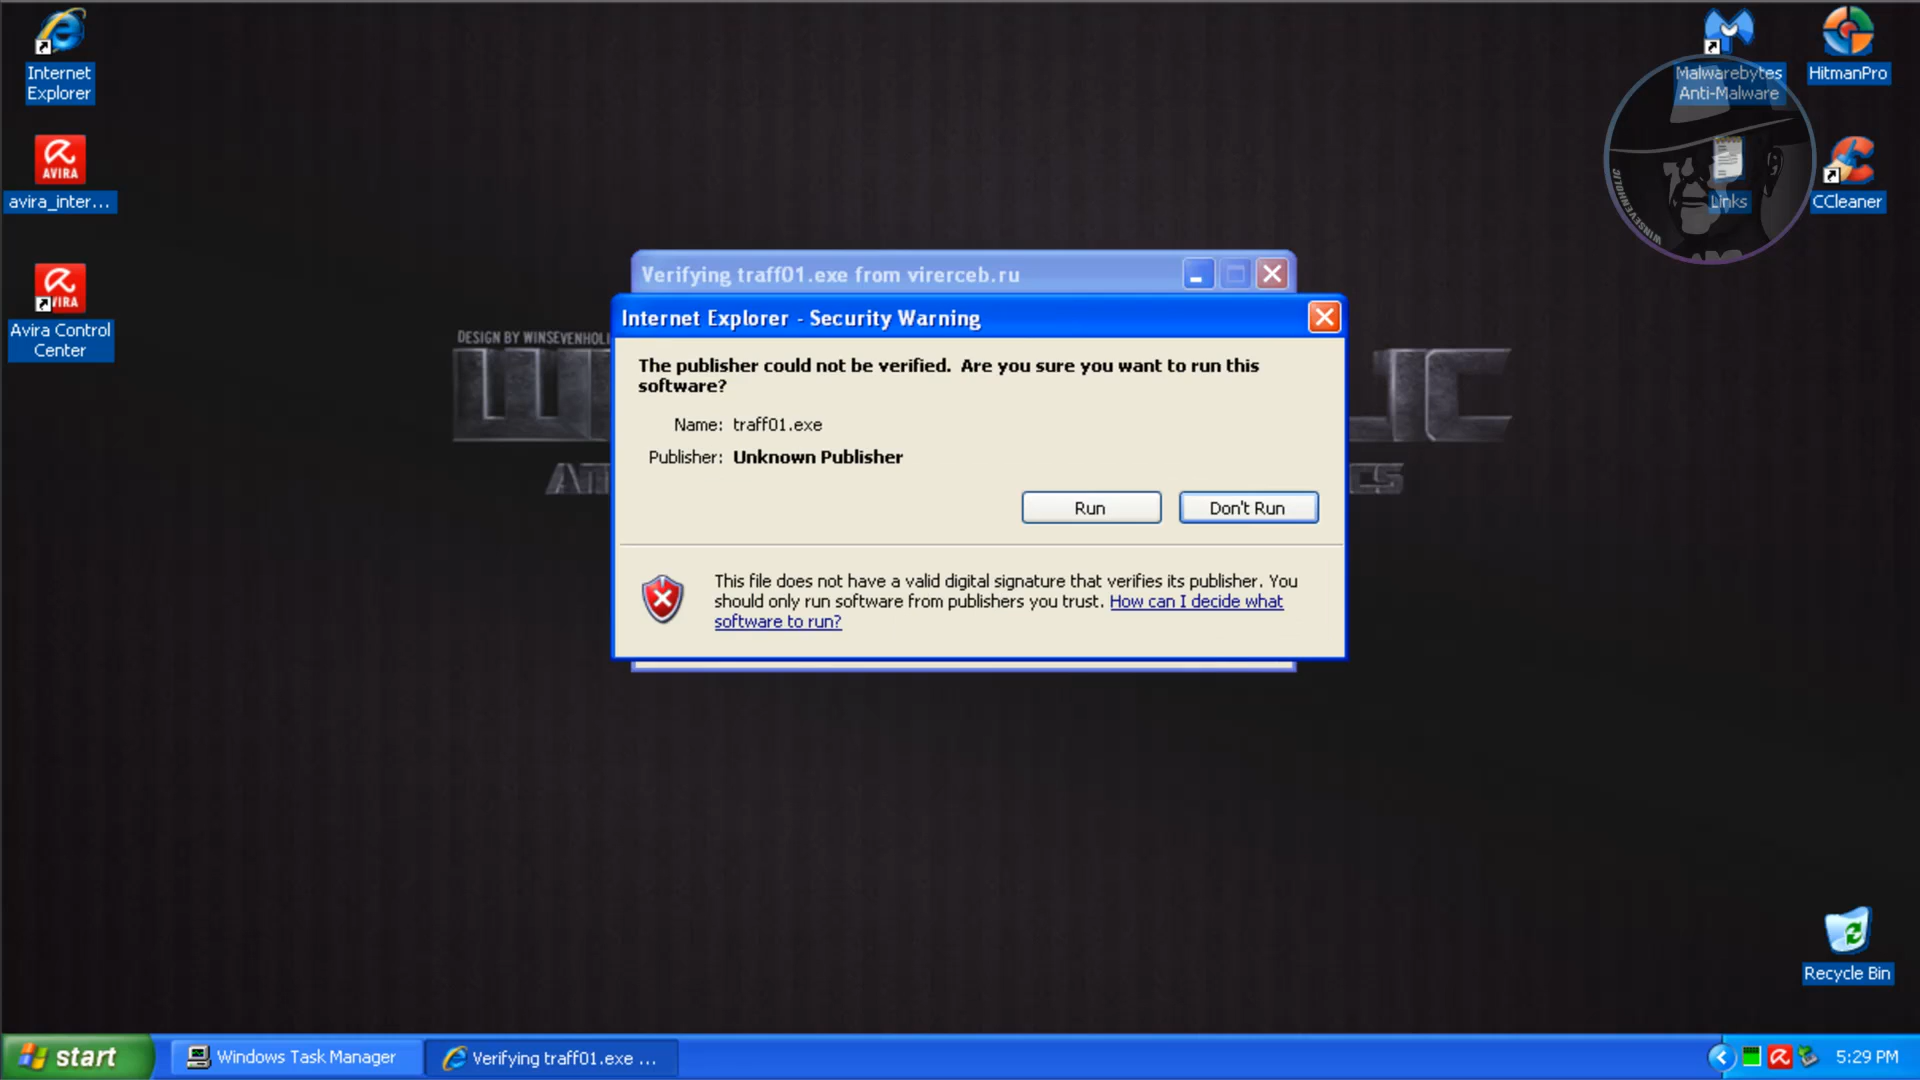 Internet
Explorer
AVIRA
avira_inter...
VIRA
Avira Control
Center
Malwarebytes
Anti-Malware
HitmanPro
Links
CCleaner
WINSEVENHOLIC
DESIGN BY WINSEVENHOLI
Verifying traff01.exe from virerceb.ru
Internet Explorer - Security Warning
The publisher could not be verified. Are you sure you want to run this
software?
Name: traff01.exe
Publisher: Unknown Publisher
Run
Don't Run
This file does not have a valid digital signature that verifies its publisher. You
should only run software from publishers you trust. How can I decide what
software to run?
Recycle Bin
start
Windows Task Manager
Verifying traff01.exe ...
5:29 PM